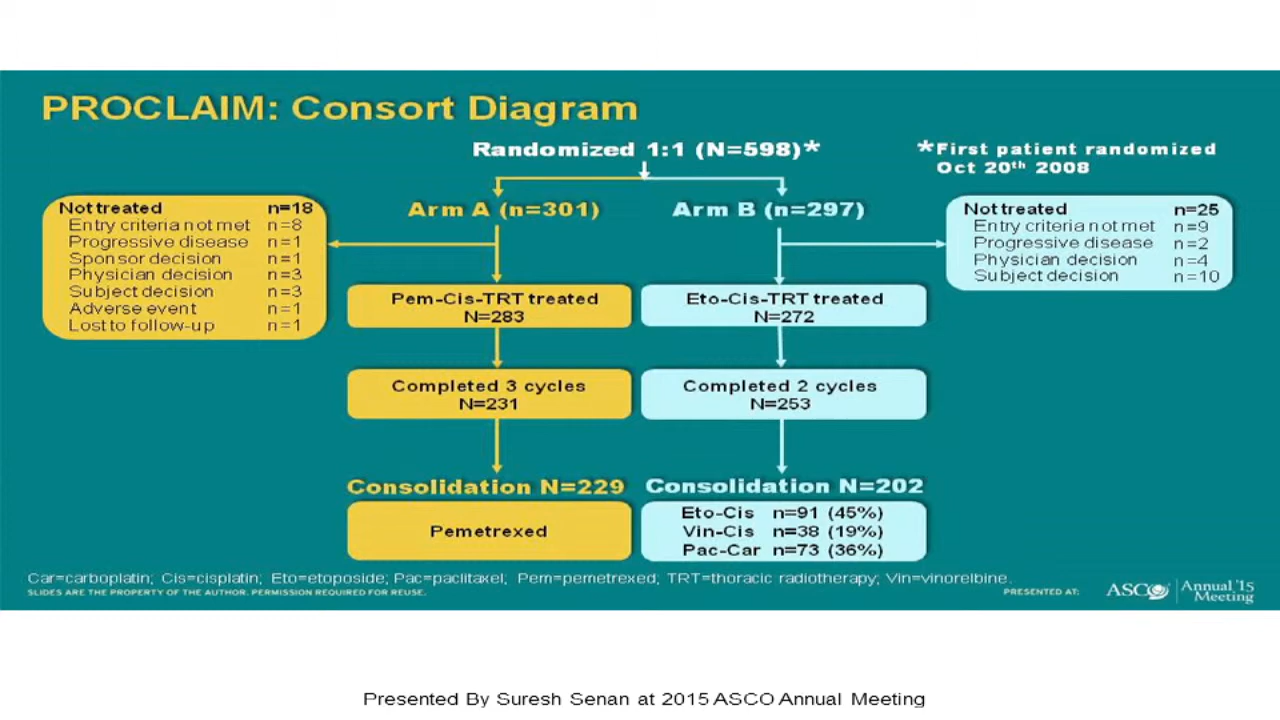 PROCLAIM: Consort Diagram
Randomized 1:1 (N=598)*
*First patient randomized
Oct 20th 2008
Not treated n=18
Entry criteria not met n=8
Progressive disease n=1
Sponsor decision n=1
Physician decision n=3
Subject decision n=3
Adverse event n=1
Lost to follow-up n=1
Arm A (n=301)
Arm B (n=297)
Not treated n=25
Entry criteria not met n=9
Progressive disease n=2
Physician decision n=4
Subject decision n=10
Pem-Cis-TRT treated
N=283
Eto-Cis-TRT treated
N=272
Completed 3 cycles
N=231
Completed 2 cycles
N=253
Consolidation N=229
Consolidation N=202
Pemetrexed
Eto-Cis n=91 (45%)
Vin-Cis n=38 (19%)
Pac-Car n=73 (36%)
Car=carboplatin; Cis=cisplatin; Eto=etoposide; Pac=paclitaxel; Pem=pemetrexed; TRT=thoracic radiotherapy; Vin=vinorelbine.
SLIDES ARE THE PROPERTY OF THE AUTHOR. PERMISSION REQUIRED FOR REUSE.
PRESENTED AT:
ASCO Annual '15
Meeting
Presented By Suresh Senan at 2015 ASCO Annual Meeting